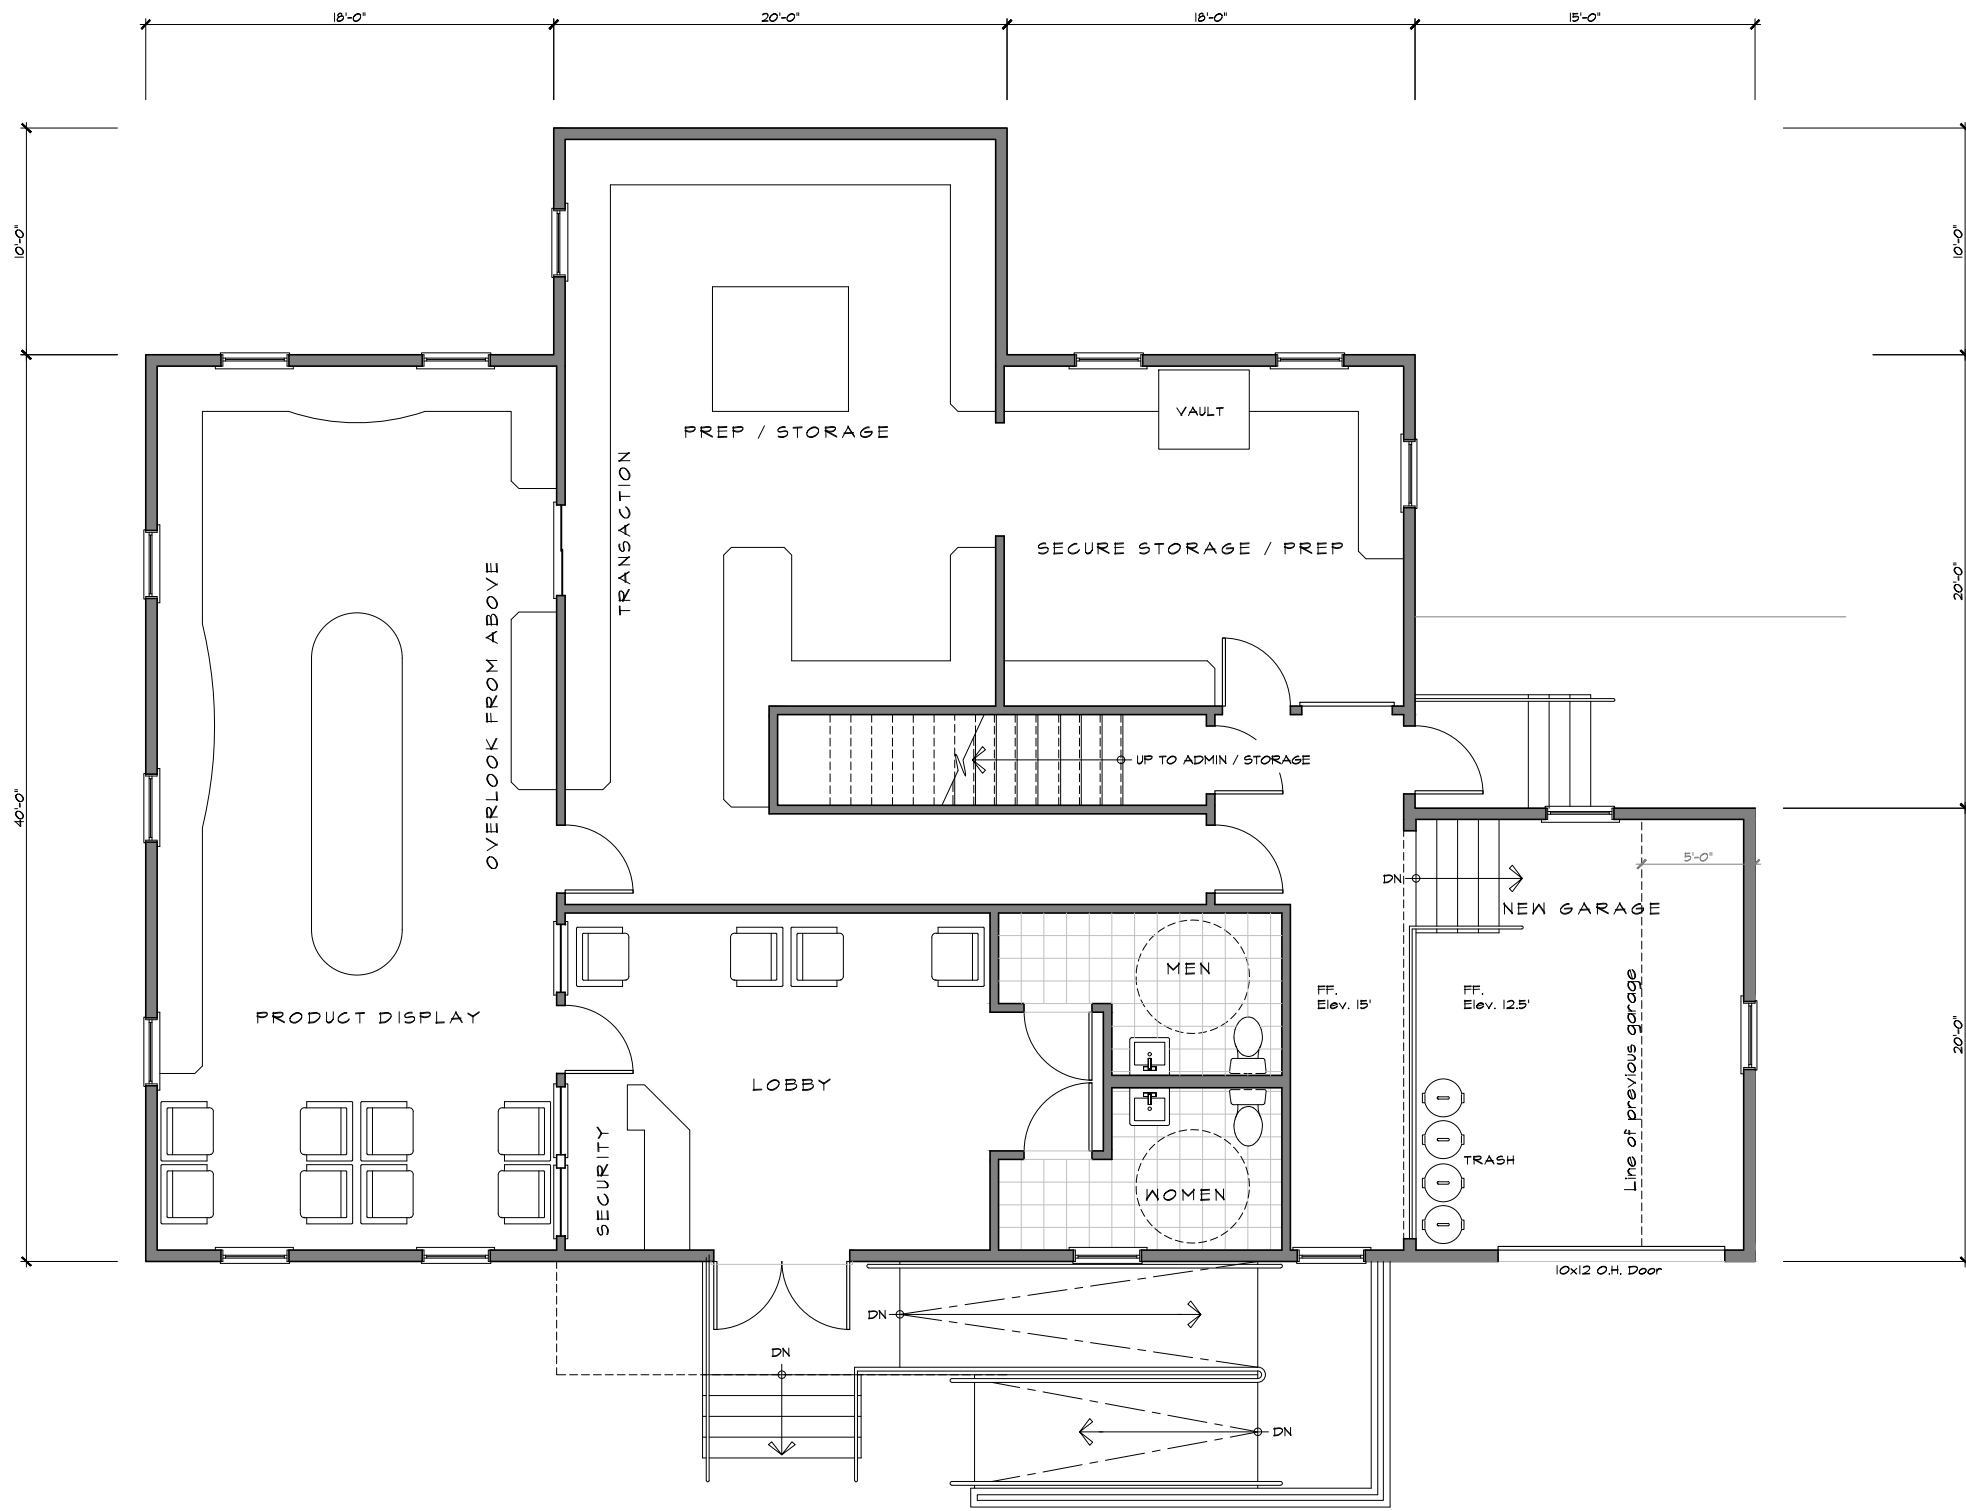 18'-0"
20'-0"
18'-0"
15'-0"
10'-0"
10'-0"
40'-0"
20'-0"
20'-0"
VAULT
PREP / STORAGE
TRANSACTION
SECURE STORAGE / PREP
OVERLOOK FROM ABOVE
UP TO ADMIN / STORAGE
5'-0"
DN
NEW GARAGE
MEN
FF.
Elev. 15'
FF.
Elev. 12.5'
Line of previous garage
PRODUCT DISPLAY
LOBBY
SECURITY
TRASH
WOMEN
10x12 O.H. Door
DN
DN
DN